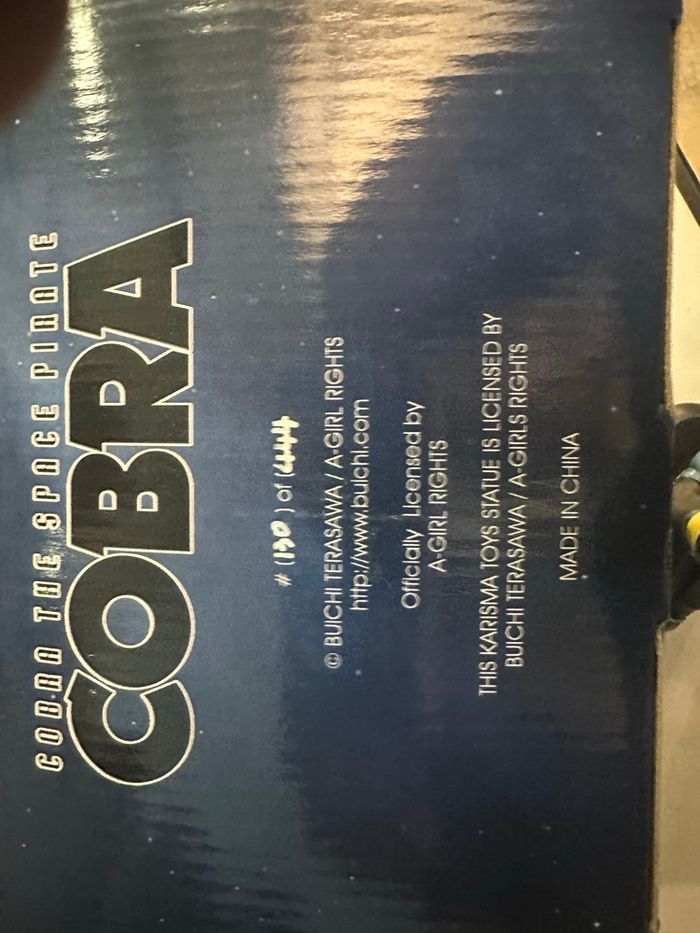 COBRA THE SPACE PIRATE
COBRA
# (130) of (444)
© BUICHI TERASAWA / A-GIRL RIGHTS
http://www.buichi.com
Officially Licensed by
A-GIRL RIGHTS
THIS KARISMA TOYS STATUE IS LICENSED BY
BUICHI TERASAWA / A-GIRLS RIGHTS
MADE IN CHINA